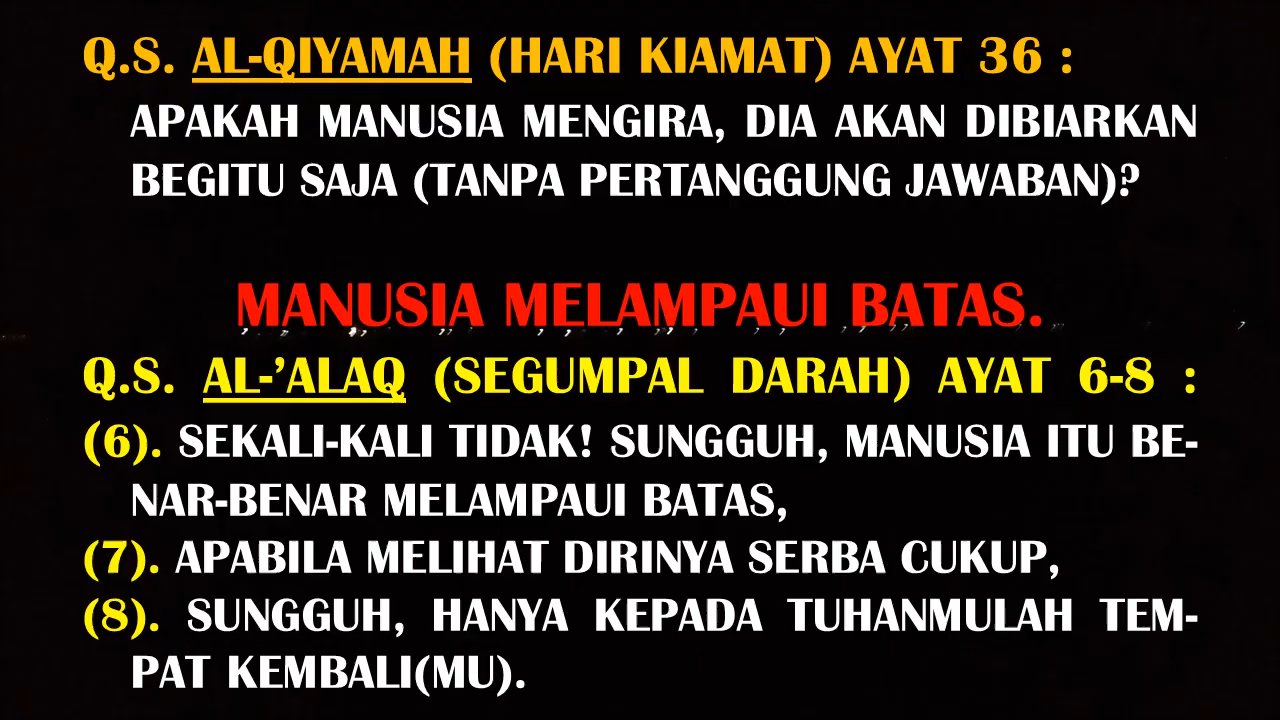 Q.S. AL-QIYAMAH (HARI KIAMAT) AYAT 36 :
APAKAH MANUSIA MENGIRA, DIA AKAN DIBIARKAN
BEGITU SAJA (TANPA PERTANGGUNG JAWABAN)?
MANUSIA MELAMPAUI BATAS.
Q.S. AL-’ALAQ (SEGUMPAL DARAH) AYAT 6-8 :
(6). SEKALI-KALI TIDAK! SUNGGUH, MANUSIA ITU BE-
NAR-BENAR MELAMPAUI BATAS,
(7). APABILA MELIHAT DIRINYA SERBA CUKUP,
(8). SUNGGUH, HANYA KEPADA TUHANMULAH TEM-
PAT KEMBALI(MU).